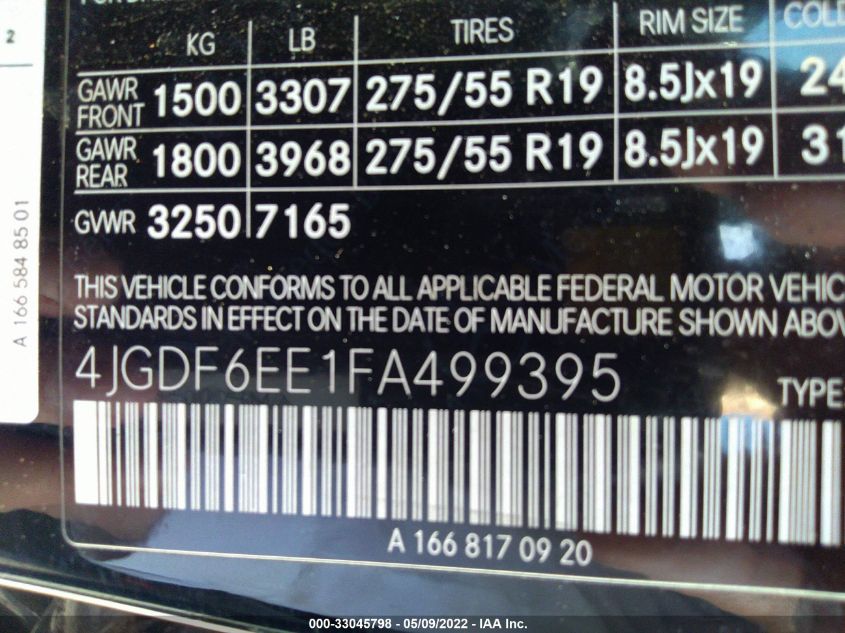 2
KG LB TIRES RIM SIZE
GAWR FRONT 1500 3307 275/55 R19 8.5Jx19
GAWR REAR 1800 3968 275/55 R19 8.5Jx19
GVWR 3250 7165
A 166 584 85 01
THIS VEHICLE CONFORMS TO ALL APPLICABLE FEDERAL MOTOR VEHIC
STANDARDS IN EFFECT ON THE DATE OF MANUFACTURE SHOWN ABOV
4JGDF6EE1FA499395
TYPE:
A 166 817 09 20
000-33045798 - 05/09/2022 - IAA Inc.